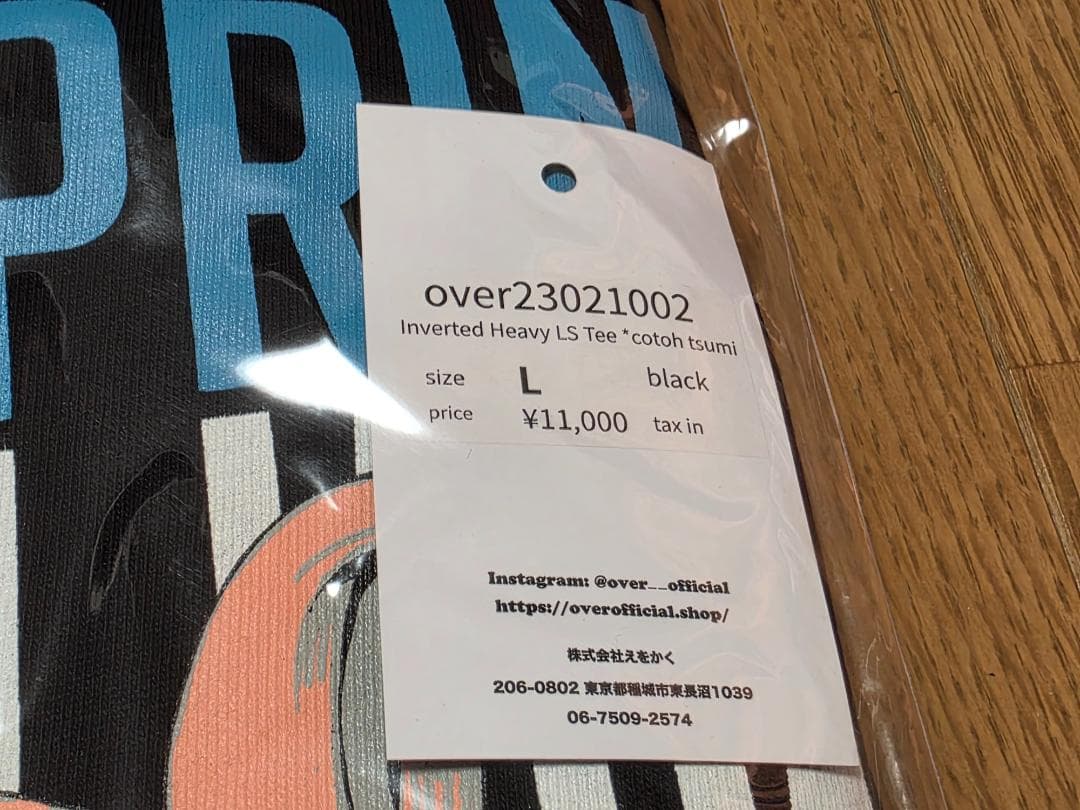 PRIN
over23021002
Inverted Heavy LS Tee *cotoh tsumi
size L black
price ¥11,000 tax in
Instagram: @over__official
https://overofficial.shop/
株式会社えをかく
206-0802 東京都稲城市東長沼1039
06-7509-2574